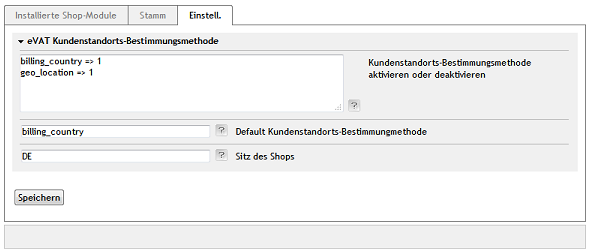 Installierte Shop-Module
Stamm
Einstell.
eVAT Kundenstandorts-Bestimmungsmethode
billing_country => 1
geo_location => 1
?
Kundenstandorts-Bestimmungsmethode
aktivieren oder deaktivieren
billing_country
?
Default Kundenstandorts-Bestimmungmethode
DE
?
Sitz des Shops
Speichern